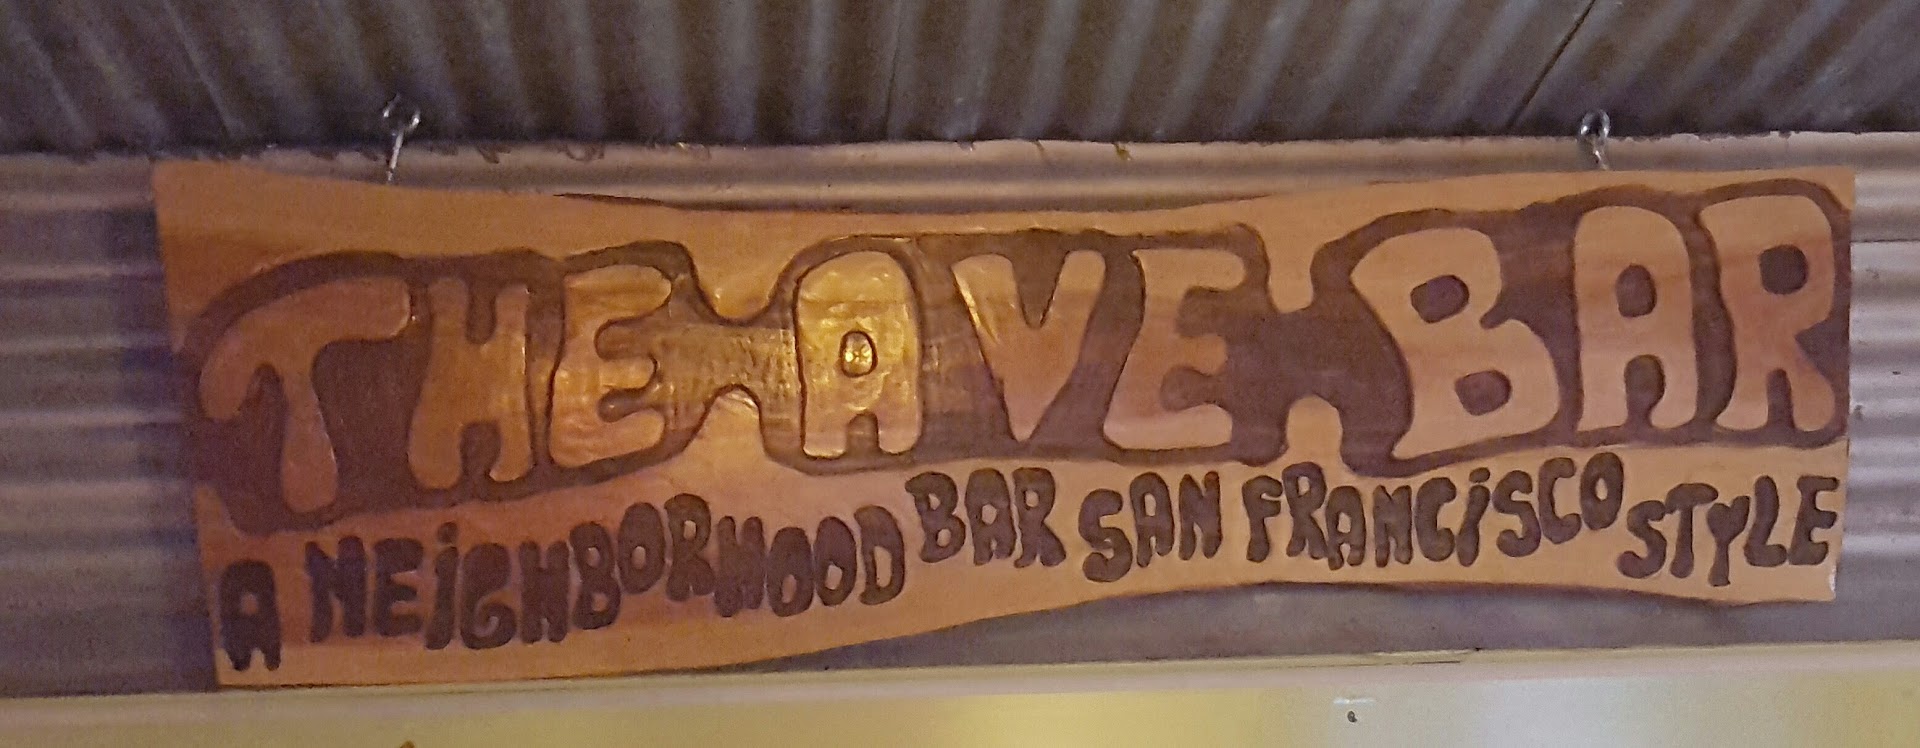 THE AVE BAR
A NEiGHBORHOOD BAR SAN FRANCiSCO STYLE